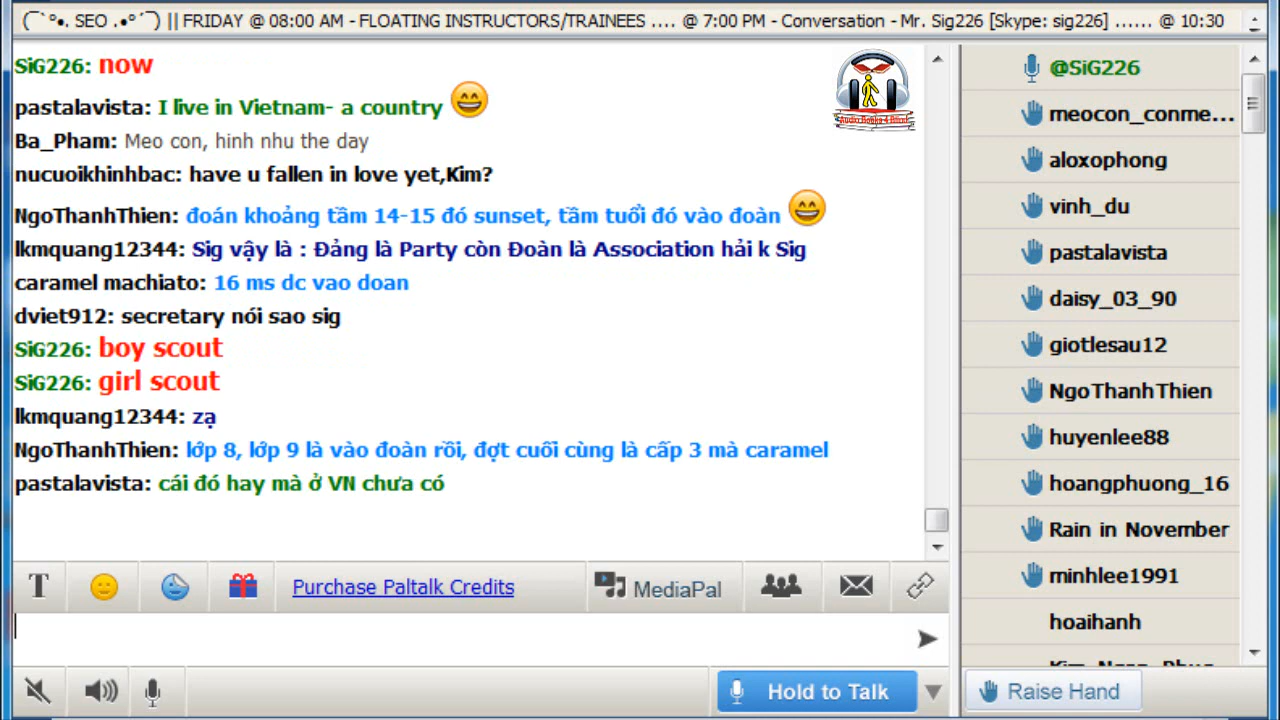 (¯`°•. SEO .•°´¯) || FRIDAY @ 08:00 AM - FLOATING INSTRUCTORS/TRAINEES .... @ 7:00 PM - Conversation - Mr. Sig226 [Skype: sig226] ...... @ 10:30
SiG226: now
pastalavista: I live in Vietnam- a country
Ba_Pham: Meo con, hinh nhu the day
nucuoikhinhbac: have u fallen in love yet,Kim?
NgoThanhThien: đoán khoảng tầm 14-15 đó sunset, tầm tuổi đó vào đoàn
lkmquang12344: Sig vậy là : Đảng là Party còn Đoàn là Association hải k Sig
caramel machiato: 16 ms dc vao doan
dviet912: secretary nói sao sig
SiG226: boy scout
SiG226: girl scout
lkmquang12344: zạ
NgoThanhThien: lớp 8, lớp 9 là vào đoàn rồi, đợt cuối cùng là cấp 3 mà caramel
pastalavista: cái đó hay mà ở VN chưa có
Audio Books 4 Blind
@SiG226
meocon_conme...
aloxophong
vinh_du
pastalavista
daisy_03_90
giotlesau12
NgoThanhThien
huyenlee88
hoangphuong_16
Rain in November
minhlee1991
hoaihanh
T
Purchase Paltalk Credits
MediaPal
Hold to Talk
Raise Hand